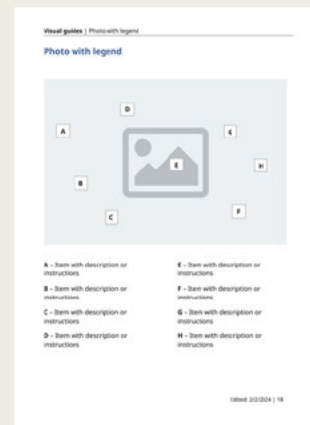 Visual guides | Photo with legend
Photo with legend
D
A
G
E
H
B
F
C
A – Item with description or
instructions
B – Item with description or
instructions
C – Item with description or
instructions
D – Item with description or
instructions
E – Item with description or
instructions
F – Item with description or
instructions
G – Item with description or
instructions
H – Item with description or
instructions
Edited: 2/2/2024 | 18